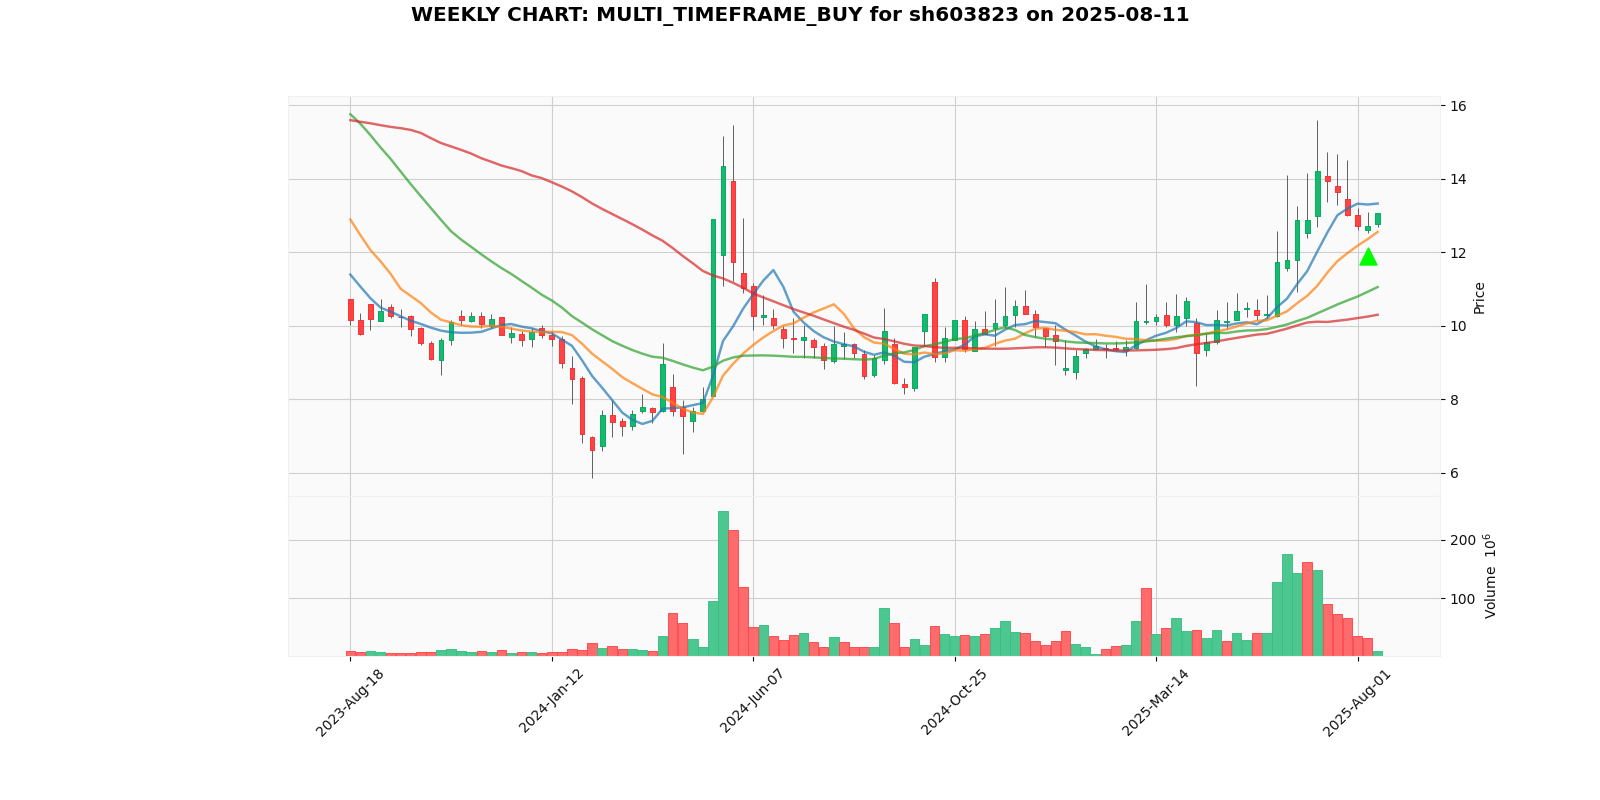 WEEKLY CHART: MULTI_TIMEFRAME_BUY for sh603823 on 2025-08-11
16
14
12
10
8
6
Price
200
100
Volume 10^6
2023-Aug-18
2024-Jan-12
2024-Jun-07
2024-Oct-25
2025-Mar-14
2025-Aug-01